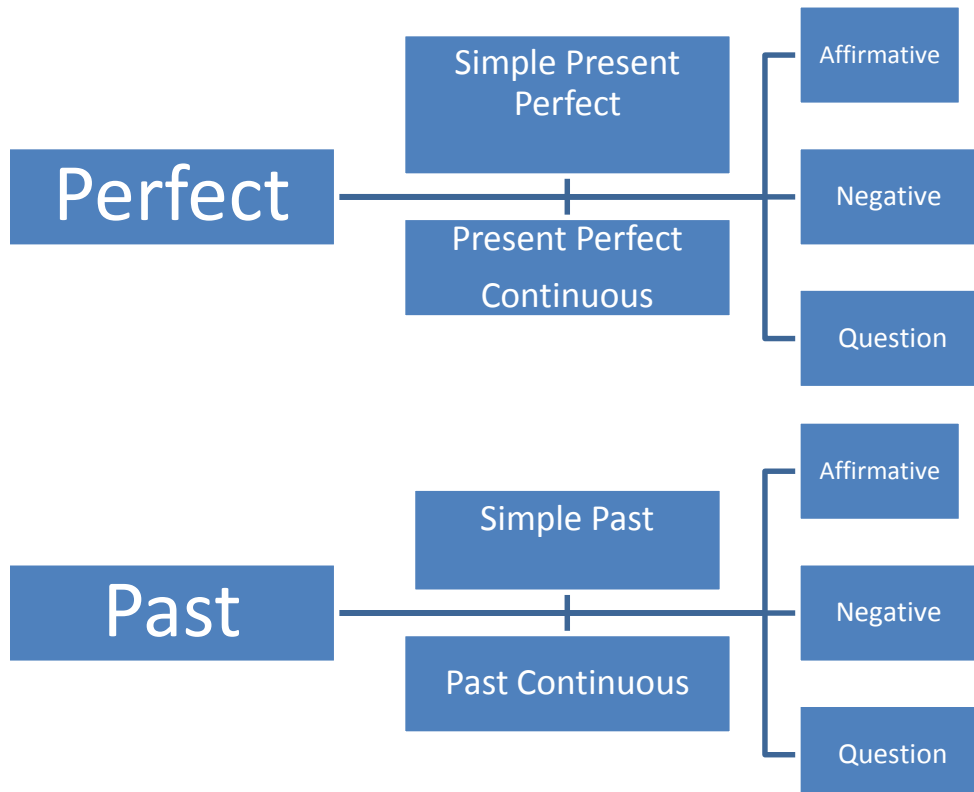 Perfect
Simple Present
Perfect
Present Perfect
Continuous
Affirmative
Negative
Question
Past
Simple Past
Past Continuous
Affirmative
Negative
Question